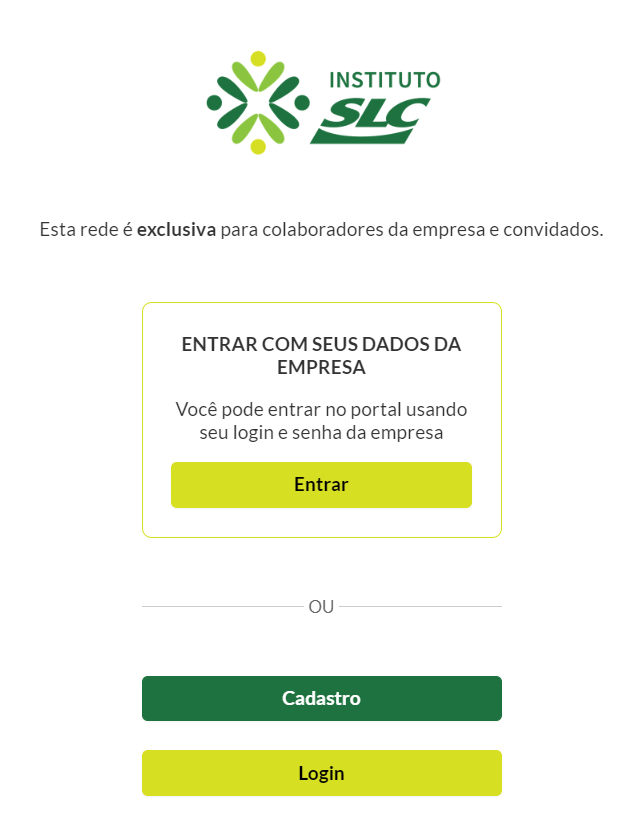 INSTITUTO
SLC
Esta rede é exclusiva para colaboradores da empresa e convidados.
ENTRAR COM SEUS DADOS DA
EMPRESA
Você pode entrar no portal usando
seu login e senha da empresa
Entrar
OU
Cadastro
Login